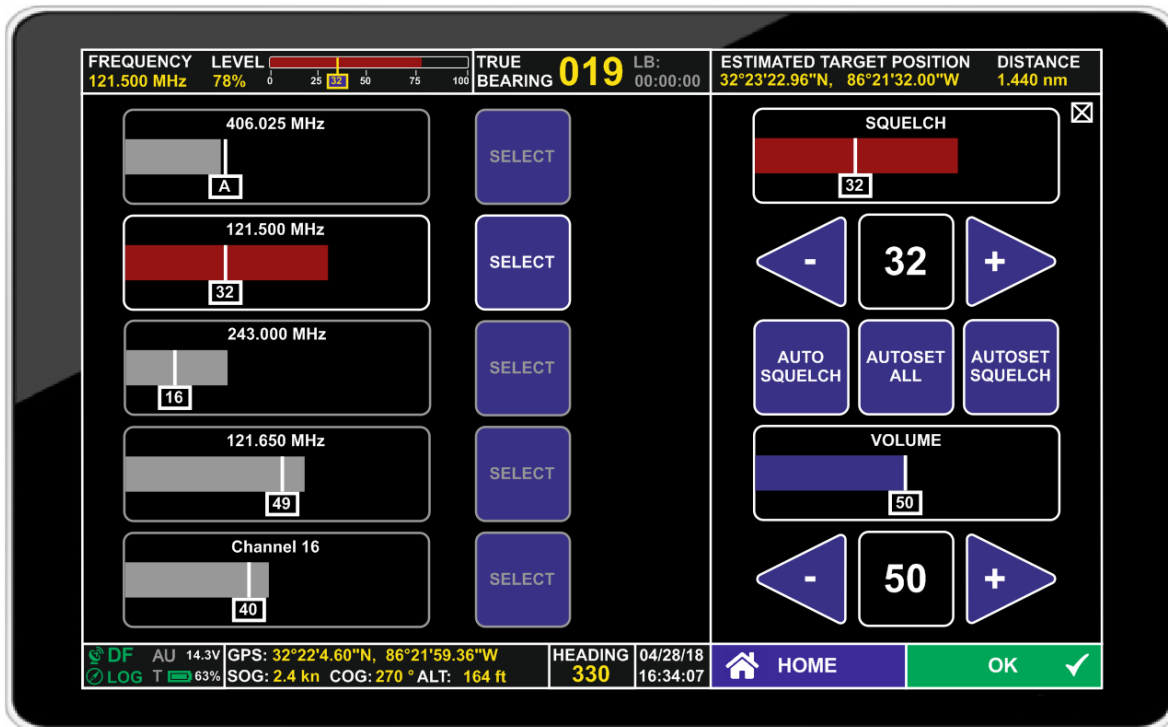 FREQUENCY LEVEL TRUE BEARING 019 LB: ESTIMATED TARGET POSITION DISTANCE
121.500 MHz 78% 0 25 32 50 75 100 00:00:00 32°23'22.96"N, 86°21'32.00"W 1.440 nm
406.025 MHz
A
SELECT
121.500 MHz
32
SELECT
243.000 MHz
16
SELECT
121.650 MHz
49
SELECT
Channel 16
40
SELECT
SQUELCH
32
- 32 +
AUTO SQUELCH
AUTOSET ALL
AUTOSET SQUELCH
VOLUME
50
- 50 +
DF AU 14.3V GPS: 32°22'4.60"N, 86°21'59.36"W HEADING 04/28/18
LOG T 63% SOG: 2.4 kn COG: 270 ° ALT: 164 ft 330 16:34:07
HOME
OK